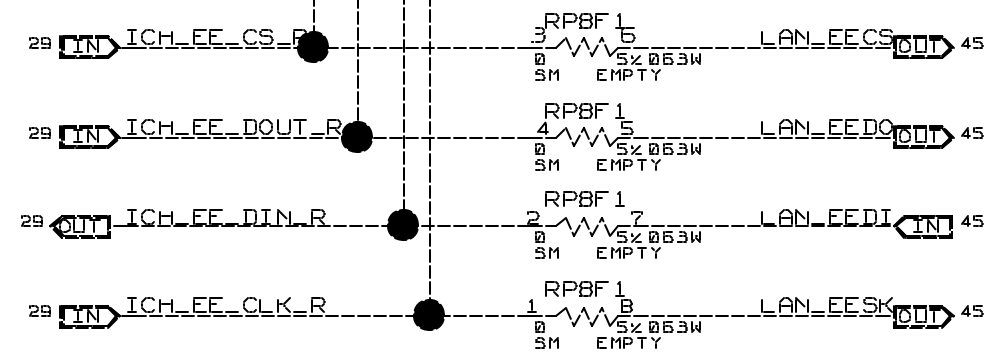 RP8F1
29 IN ICH_EE_CS_R 3 6 LAN_EECS OUT 45
0 5% 063W
SM EMPTY
RP8F1
29 IN ICH_EE_DOUT_R 4 5 LAN_EEDO OUT 45
0 5% 063W
SM EMPTY
RP8F1
29 OUT ICH_EE_DIN_R 2 7 LAN_EEDI IN 45
0 5% 063W
SM EMPTY
RP8F1
29 IN ICH_EE_CLK_R 1 8 LAN_EESK OUT 45
0 5% 063W
SM EMPTY